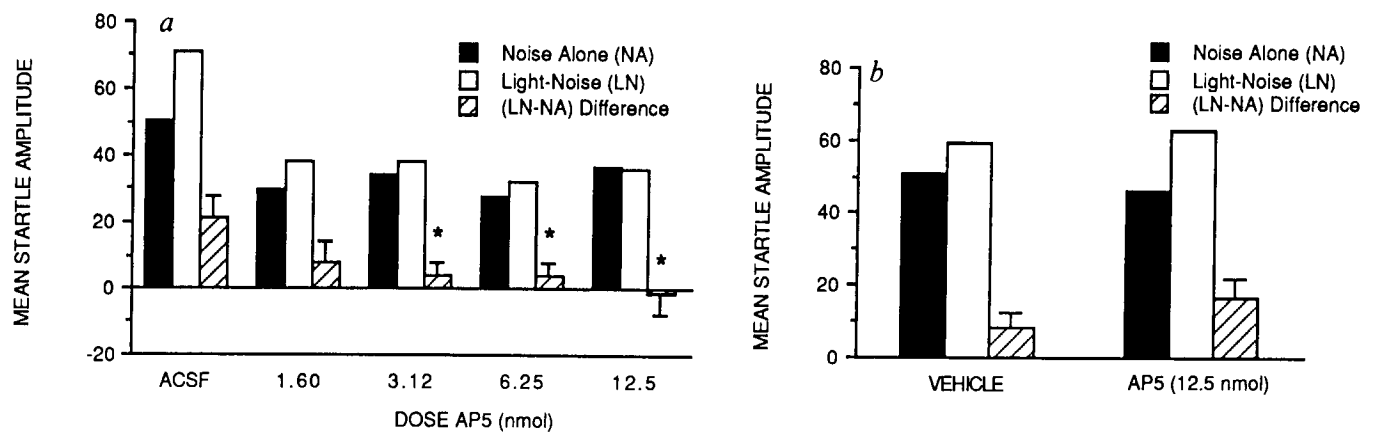 a
MEAN STARTLE AMPLITUDE
80
60
40
20
0
-20
Noise Alone (NA)
Light-Noise (LN)
(LN-NA) Difference
*
*
*
ACSF 1.60 3.12 6.25 12.5
DOSE AP5 (nmol)
b
MEAN STARTLE AMPLITUDE
80
60
40
20
0
Noise Alone (NA)
Light-Noise (LN)
(LN-NA) Difference
VEHICLE AP5 (12.5 nmol)